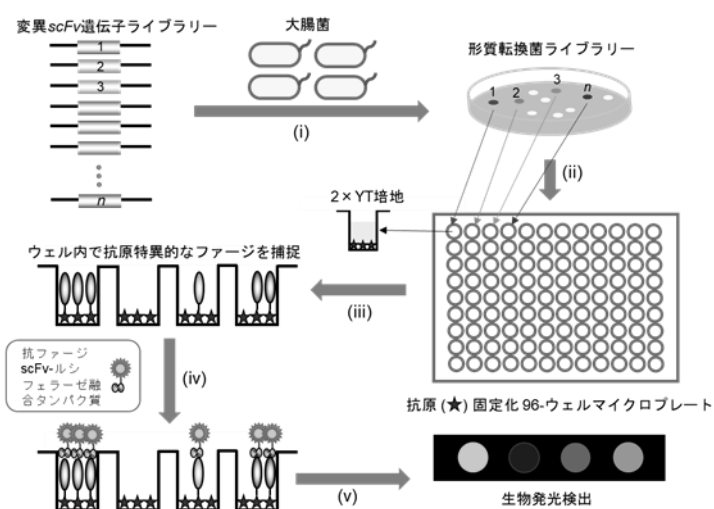 変異scFv遺伝子ライブラリー
1
2
3
n
大腸菌
(i)
形質転換菌ライブラリー
1
2
3
n
(ii)
2×YT培地
ウェル内で抗原特異的なファージを捕捉
(iii)
抗ファージ
scFv-ルシ
フェラーゼ融
合タンパク質
(iv)
抗原(★)固定化96-ウェルマイクロプレート
(v)
生物発光検出